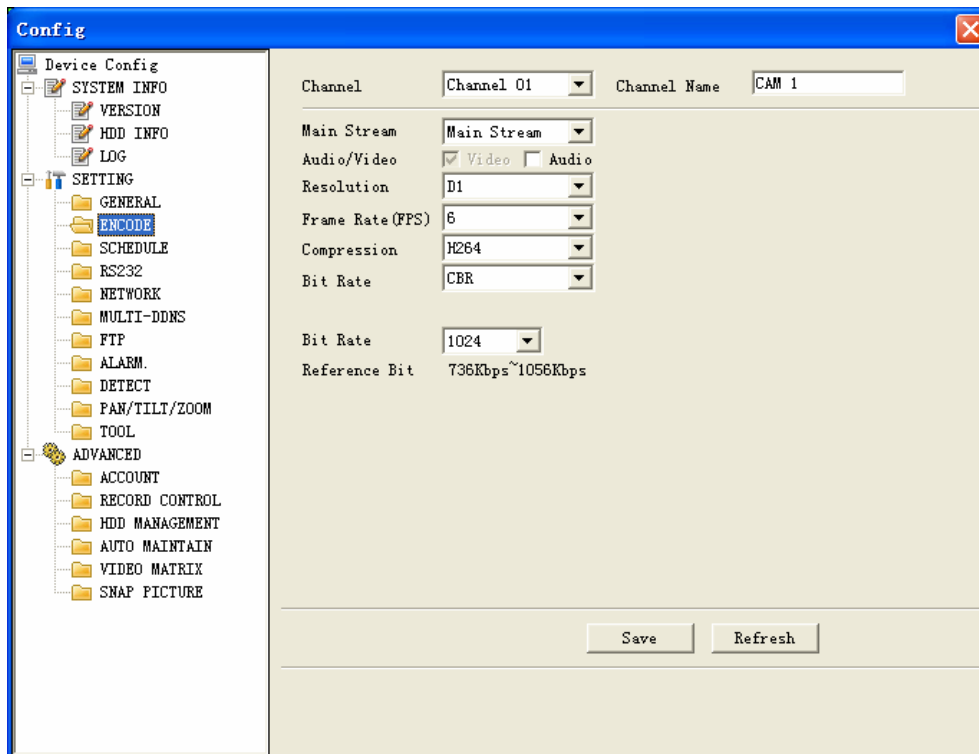 Config
Device Config
SYSTEM INFO
VERSION
HDD INFO
LOG
SETTING
GENERAL
ENCODE
SCHEDULE
RS232
NETWORK
MULTI-DDNS
FTP
ALARM.
DETECT
PAN/TILT/ZOOM
TOOL
ADVANCED
ACCOUNT
RECORD CONTROL
HDD MANAGEMENT
AUTO MAINTAIN
VIDEO MATRIX
SNAP PICTURE
Channel Channel 01 Channel Name CAM 1
Main Stream Main Stream
Audio/Video Video Audio
Resolution D1
Frame Rate(FPS) 6
Compression H264
Bit Rate CBR
Bit Rate 1024
Reference Bit 736Kbps~1056Kbps
Save Refresh